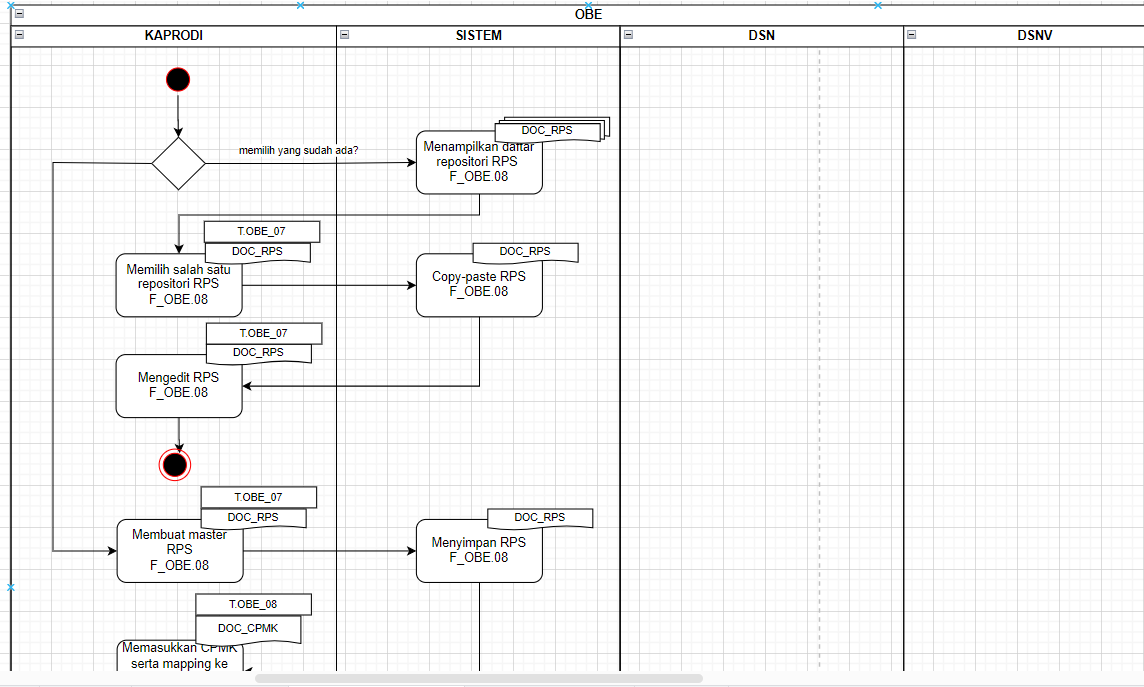 OBE
KAPRODI
SISTEM
DSN
DSNV
memilih yang sudah ada?
DOC_RPS
Menampilkan daftar
repositori RPS
F_OBE.08
T.OBE_07
DOC_RPS
Memilih salah satu
repositori RPS
F_OBE.08
DOC_RPS
Copy-paste RPS
F_OBE.08
T.OBE_07
DOC_RPS
Mengedit RPS
F_OBE.08
T.OBE_07
DOC_RPS
Membuat master
RPS
F_OBE.08
DOC_RPS
Menyimpan RPS
F_OBE.08
T.OBE_08
DOC_CPMK
Memasukkan CPMK
serta mapping ke